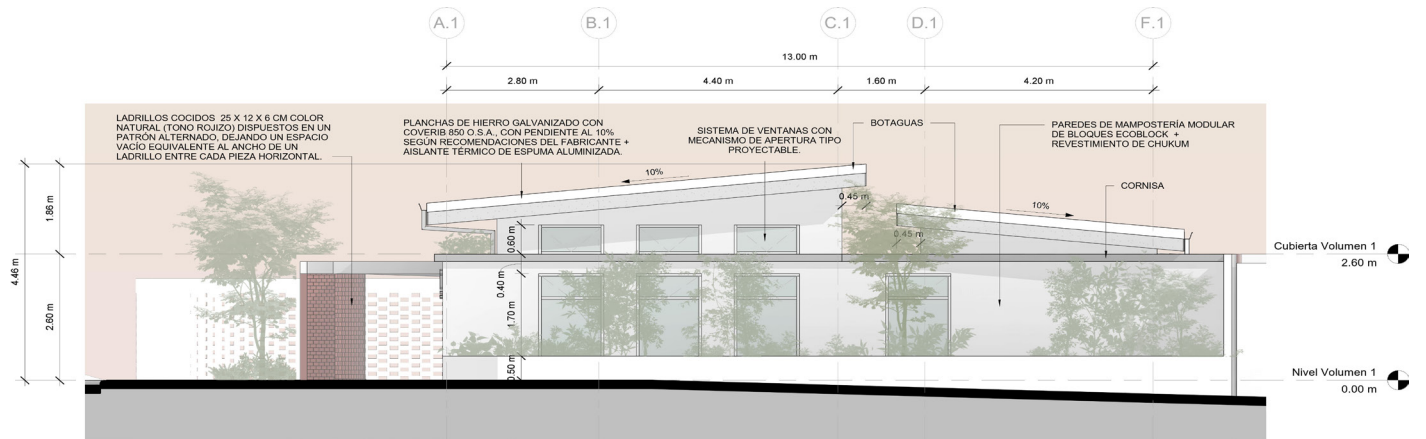 A.1
B.1
C.1
D.1
F.1
13.00 m
2.80 m
4.40 m
1.60 m
4.20 m
LADRILLOS COCIDOS 25 X 12 X 6 CM COLOR
NATURAL (TONO ROJIZO) DISPUESTOS EN UN
PATRÓN ALTERNADO, DEJANDO UN ESPACIO
VACÍO EQUIVALENTE AL ANCHO DE UN
LADRILLO ENTRE CADA PIEZA HORIZONTAL.
PLANCHAS DE HIERRO GALVANIZADO CON
COVERIB 850 O.S.A., CON PENDIENTE AL 10%
SEGÚN RECOMENDACIONES DEL FABRICANTE +
AISLANTE TÉRMICO DE ESPUMA ALUMINIZADA.
SISTEMA DE VENTANAS CON
MECANISMO DE APERTURA TIPO
PROYECTABLE.
BOTAGUAS
PAREDES DE MAMPOSTERÍA MODULAR
DE BLOQUES ECOBLOCK +
REVESTIMIENTO DE CHUKUM
CORNISA
10%
10%
0.45 m
0.45 m
4.46 m
1.86 m
2.60 m
0.60 m
0.40 m
1.70 m
0.50 m
Cubierta Volumen 1
2.60 m
Nivel Volumen 1
0.00 m